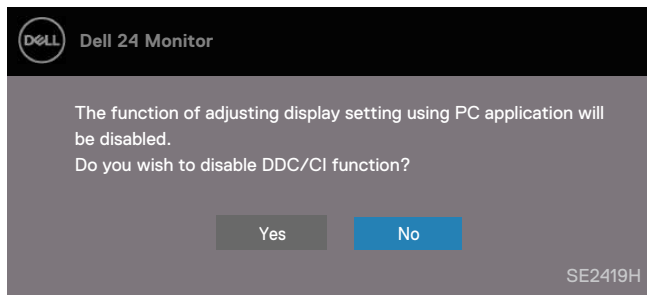 DELL Dell 24 Monitor
The function of adjusting display setting using PC application will
be disabled.
Do you wish to disable DDC/CI function?
Yes No
SE2419H